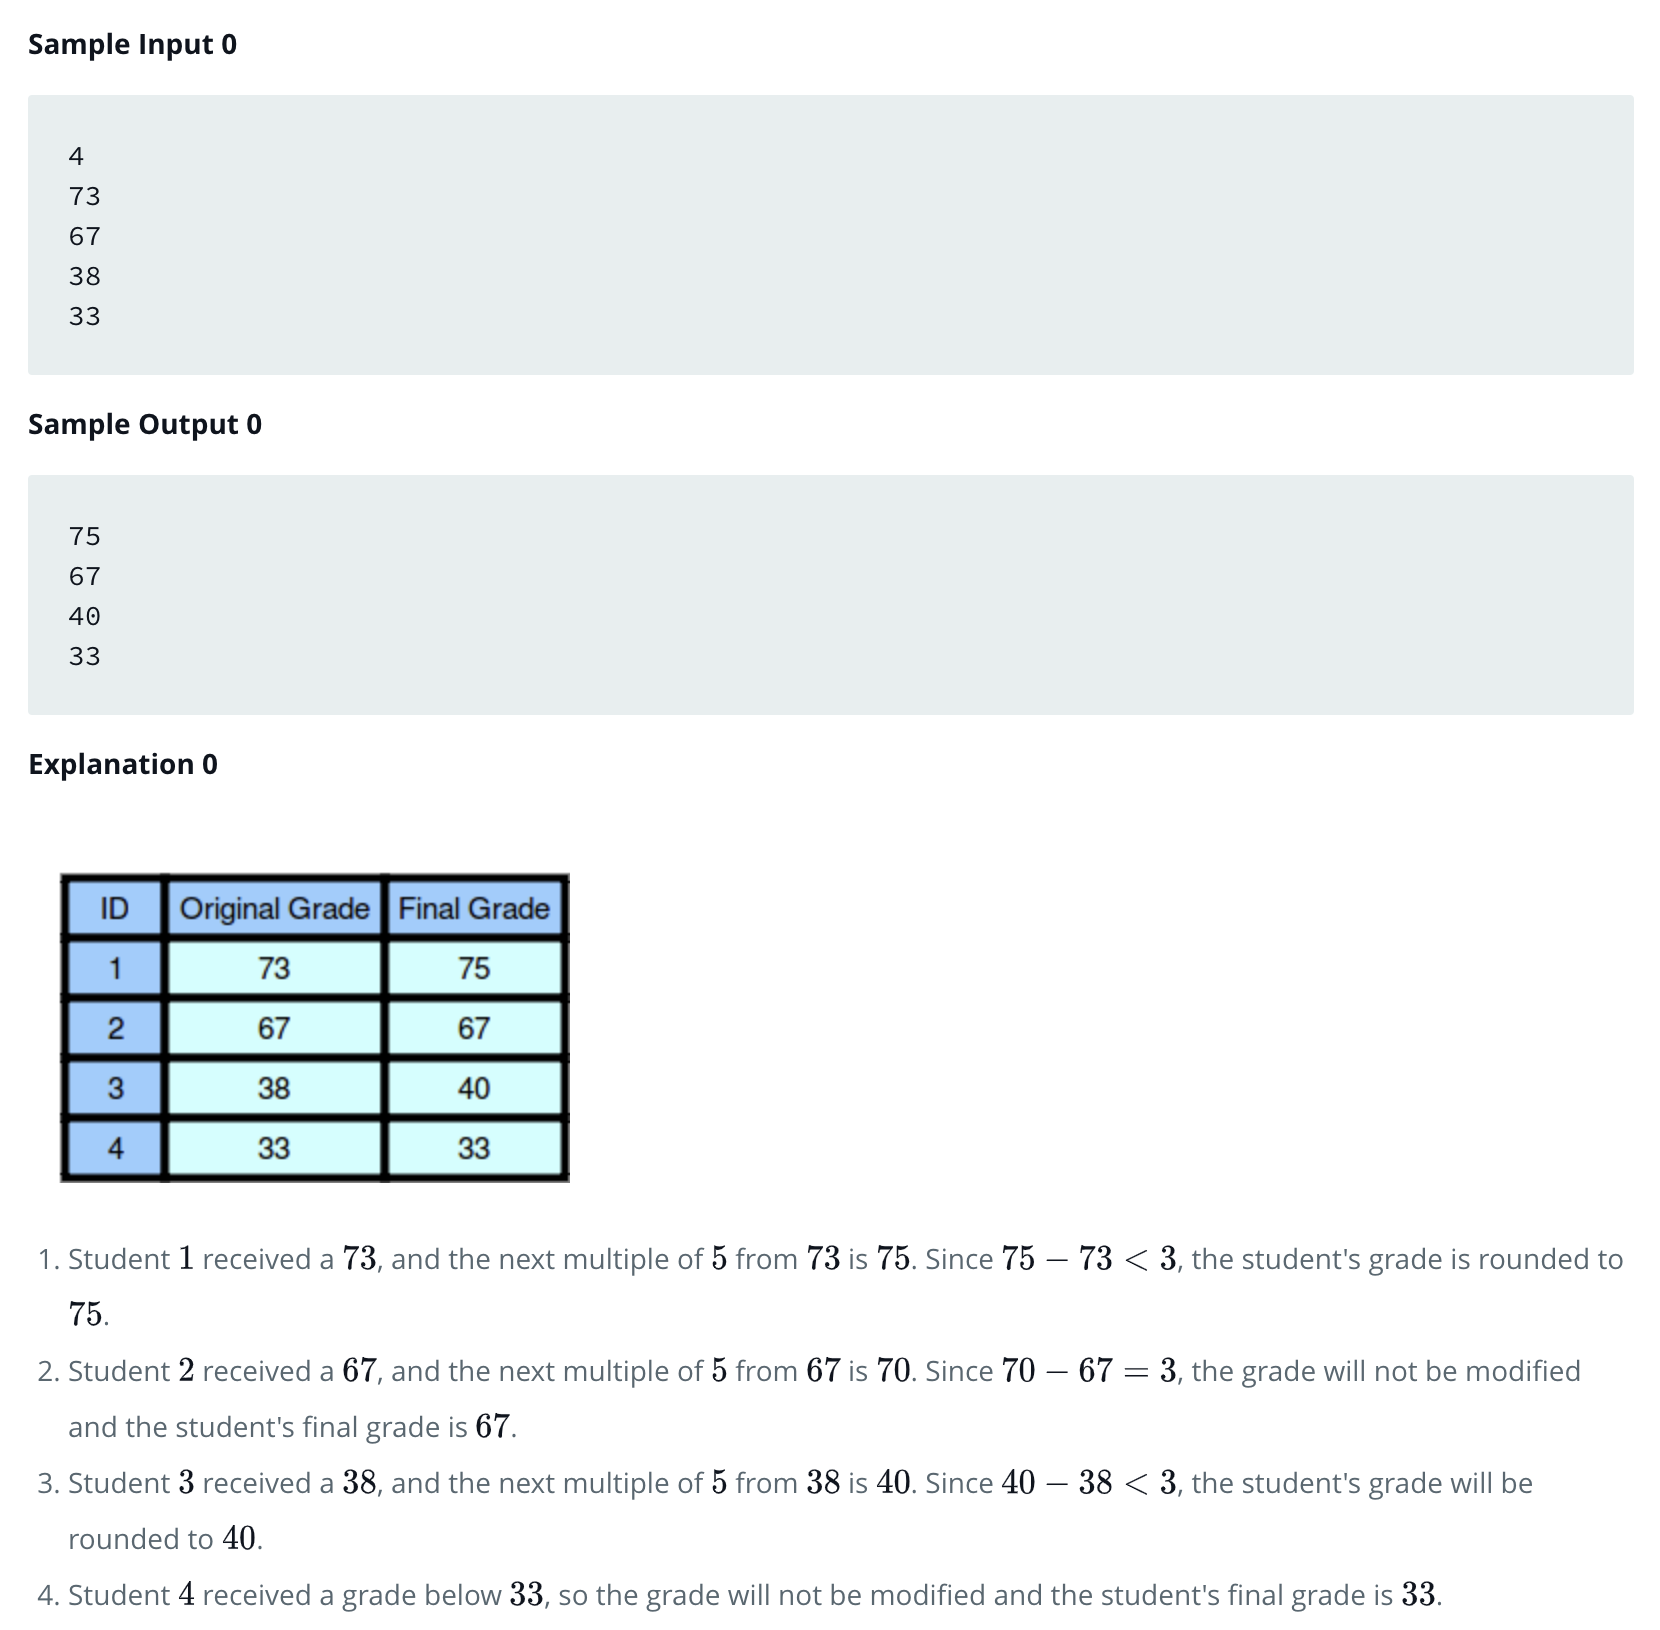 Sample Input 0
4
73
67
38
33
Sample Output 0
75
67
40
33
Explanation 0
ID Original Grade Final Grade
1 73 75
2 67 67
3 38 40
4 33 33
1. Student 1 received a 73, and the next multiple of 5 from 73 is 75. Since 75 − 73 < 3, the student's grade is rounded to
75.
2. Student 2 received a 67, and the next multiple of 5 from 67 is 70. Since 70 − 67 = 3, the grade will not be modified
and the student's final grade is 67.
3. Student 3 received a 38, and the next multiple of 5 from 38 is 40. Since 40 − 38 < 3, the student's grade will be
rounded to 40.
4. Student 4 received a grade below 33, so the grade will not be modified and the student's final grade is 33.